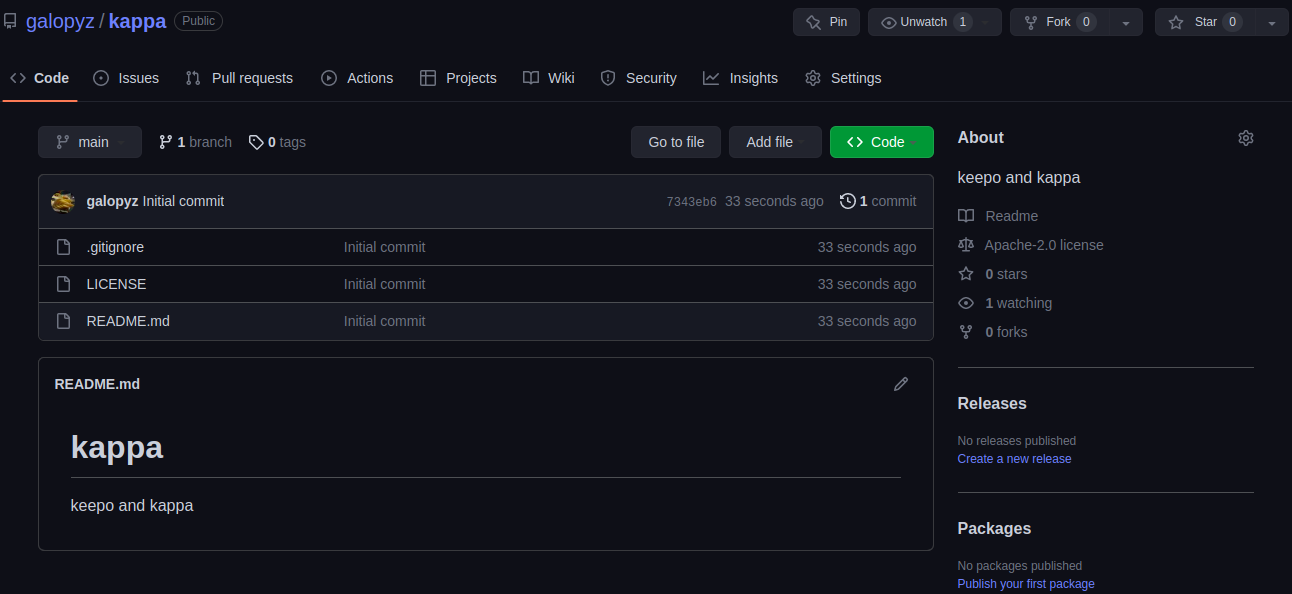 galopyz / kappa Public Pin Unwatch 1 Fork 0 Star 0
Code Issues Pull requests Actions Projects Wiki Security Insights Settings
main 1 branch 0 tags Go to file Add file Code
galopyz Initial commit 7343eb6 33 seconds ago 1 commit
.gitignore Initial commit 33 seconds ago
LICENSE Initial commit 33 seconds ago
README.md Initial commit 33 seconds ago
README.md
kappa
keepo and kappa
About
keepo and kappa
Readme
Apache-2.0 license
0 stars
1 watching
0 forks
Releases
No releases published
Create a new release
Packages
No packages published
Publish your first package